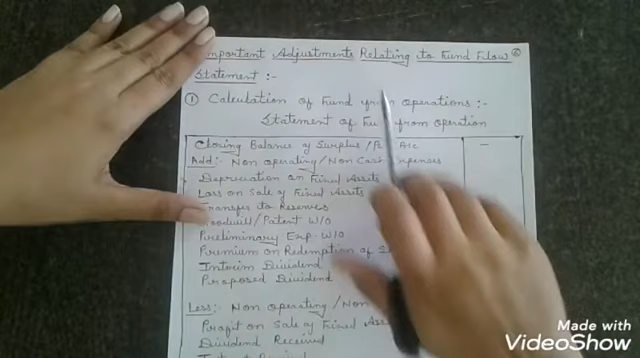 Important Adjustments Relating to Fund Flow 6
Statement :-
1 Calculation of Fund from Operations :-
Statement of Fu from operation
Closing Balance of Surplus / P& A/c —
Add:- Non Operating/Non Cash Expenses
Depreciation on Fixed Assets
Loss on Sale of Fixed Assets
Transfer to Reserves
Goodwill/Patent W/O
Preliminary Exp. W/O
Premium on Redemption of
Interim Dividend
Proposed Dividend
Less:- Non Operating/Non
Profit on Sale of Fixed Ass
Dividend Received
Made with
VideoShow